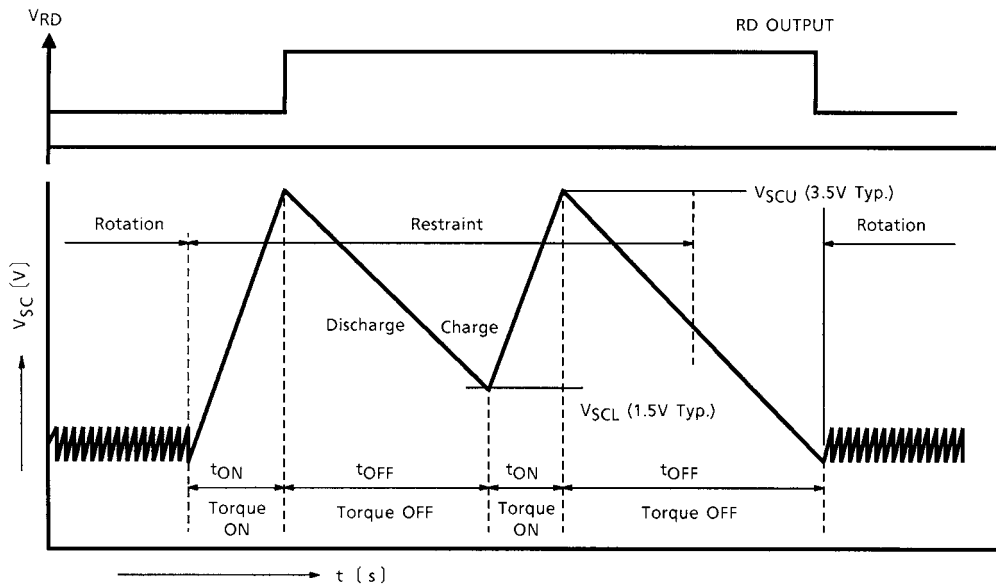 VRD
RD OUTPUT
VSCU (3.5V Typ.)
Rotation
Restraint
Rotation
VSC (V)
Discharge
Charge
VSCL (1.5V Typ.)
tON
tOFF
tON
tOFF
Torque
ON
Torque OFF
Torque
ON
Torque OFF
t (s)